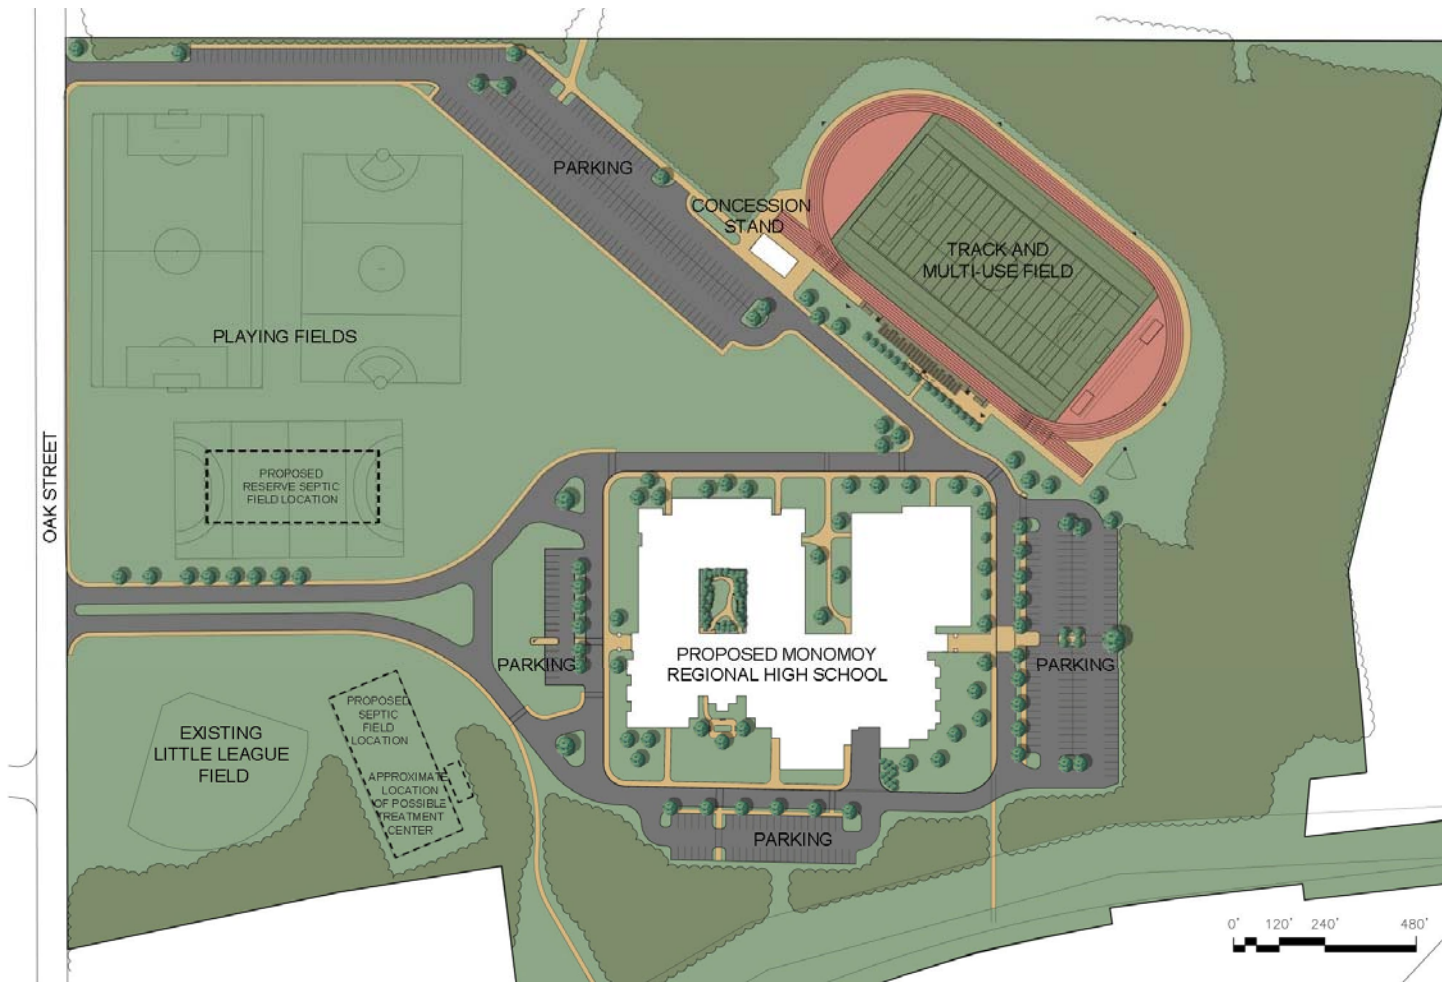 PARKING
CONCESSION
STAND
TRACK AND
MULTI-USE FIELD
PLAYING FIELDS
OAK STREET
PROPOSED
RESERVE SEPTIC
FIELD LOCATION
PARKING
PROPOSED MONOMOY
REGIONAL HIGH SCHOOL
PARKING
PROPOSED
SEPTIC
FIELD
LOCATION
EXISTING
LITTLE LEAGUE
FIELD
APPROXIMATE
LOCATION
OF POSSIBLE
TREATMENT
CENTER
PARKING
0' 120' 240' 480'